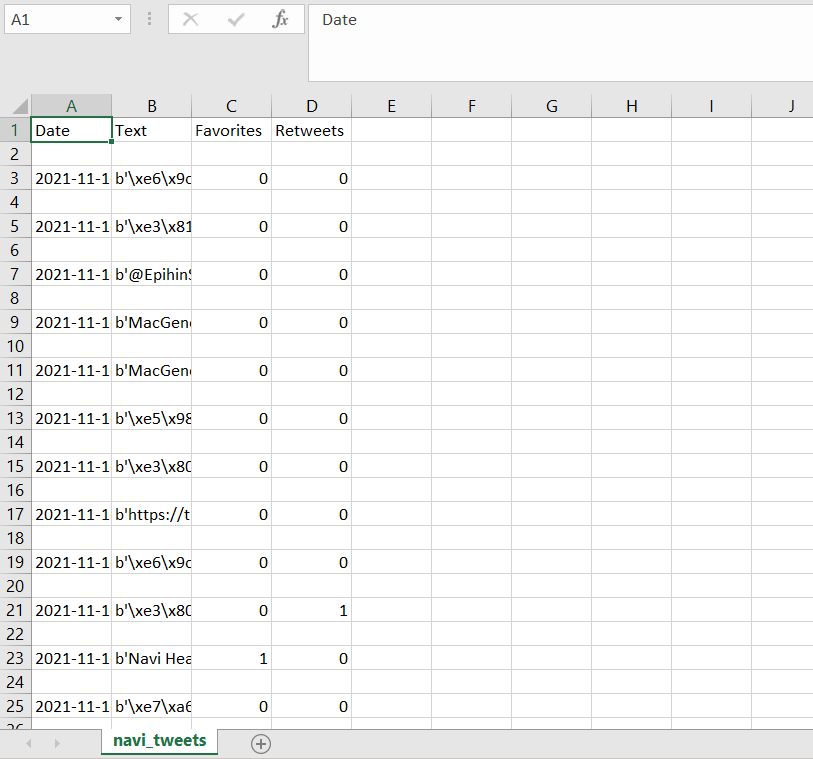 A1 fx Date
A B C D E F G H I J
1 Date Text Favorites Retweets
2
3 2021-11-1 b'\xe6\x9c 0 0
4
5 2021-11-1 b'\xe3\x81 0 0
6
7 2021-11-1 b'@EpihinS 0 0
8
9 2021-11-1 b'MacGen 0 0
10
11 2021-11-1 b'MacGen 0 0
12
13 2021-11-1 b'\xe5\x98 0 0
14
15 2021-11-1 b'\xe3\x80 0 0
16
17 2021-11-1 b'https://t 0 0
18
19 2021-11-1 b'\xe6\x9c 0 0
20
21 2021-11-1 b'\xe3\x80 0 1
22
23 2021-11-1 b'Navi Hea 1 0
24
25 2021-11-1 b'\xe7\xa6 0 0
26
navi_tweets